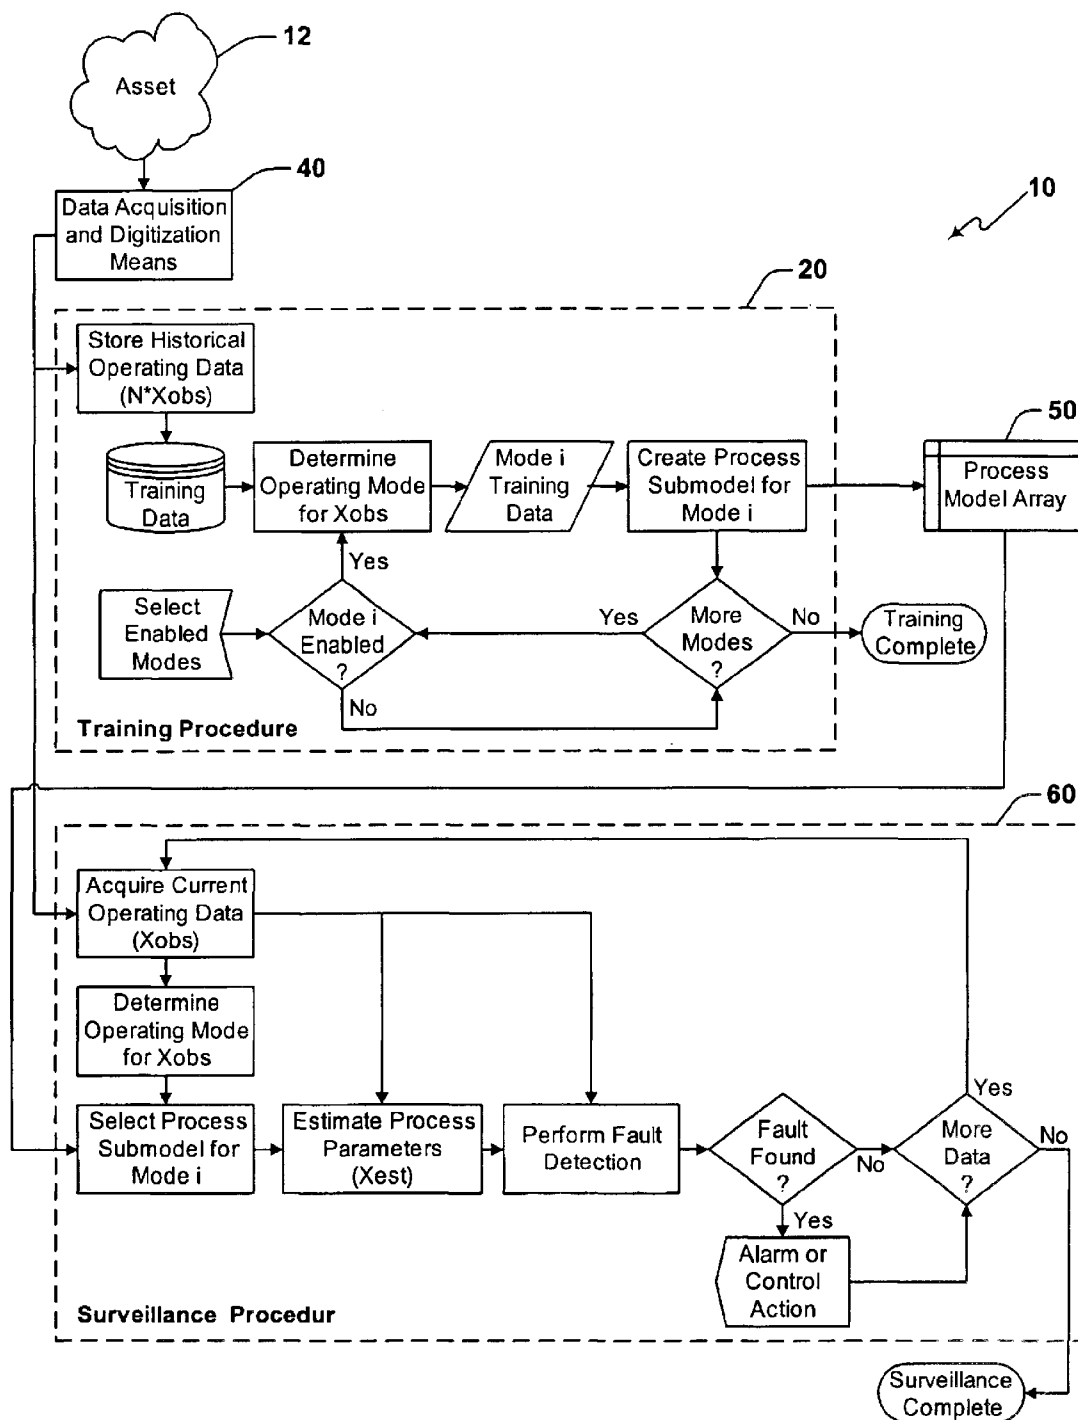 12
Asset
40
Data Acquisition
and Digitization
Means
10
20
Store Historical
Operating Data
(N*Xobs)
50
Training
Data
Determine
Operating Mode
for Xobs
Mode i
Training
Data
Create Process
Submodel for
Mode i
Process
Model Array
Yes
Select
Enabled
Modes
Mode i
Enabled
?
Yes
More
Modes
?
No
Training
Complete
No
Training Procedure
60
Acquire Current
Operating Data
(Xobs)
Determine
Operating Mode
for Xobs
Yes
Select Process
Submodel for
Mode i
Estimate Process
Parameters
(Xest)
Perform Fault
Detection
Fault
Found
?
No
More
Data
?
No
Yes
Alarm or
Control
Action
Surveillance Procedur
Surveillance
Complete